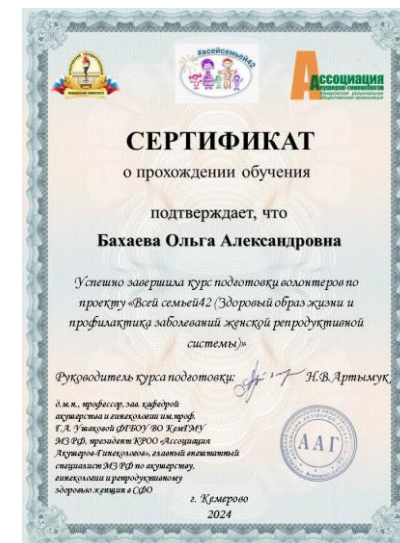 #всейсемьей42
Ассоциация
Акушеров-гинекологов
СЕРТИФИКАТ
о прохождении обучения
подтверждает, что
Бахаева Ольга Александровна
Успешно завершила курс подготовки волонтеров по
проекту «Всей семьей42 (Здоровый образ жизни и
профилактика заболеваний женской репродуктивной
системы)»
Руководитель курса подготовки: Н.В.Артымук
д.м.н., профессор, зав. кафедрой
акушерства и гинекологии им.проф.
Г.А. Ушаковой ФГБОУ ВО КемГМУ
МЗ РФ, президент КРОО «Ассоциация
Акушеров-Гинекологов», главный внештатный
специалист МЗ РФ по акушерству,
гинекологии и репродуктивному
здоровью женщин в СФО
ААГ
г. Кемерово
2024